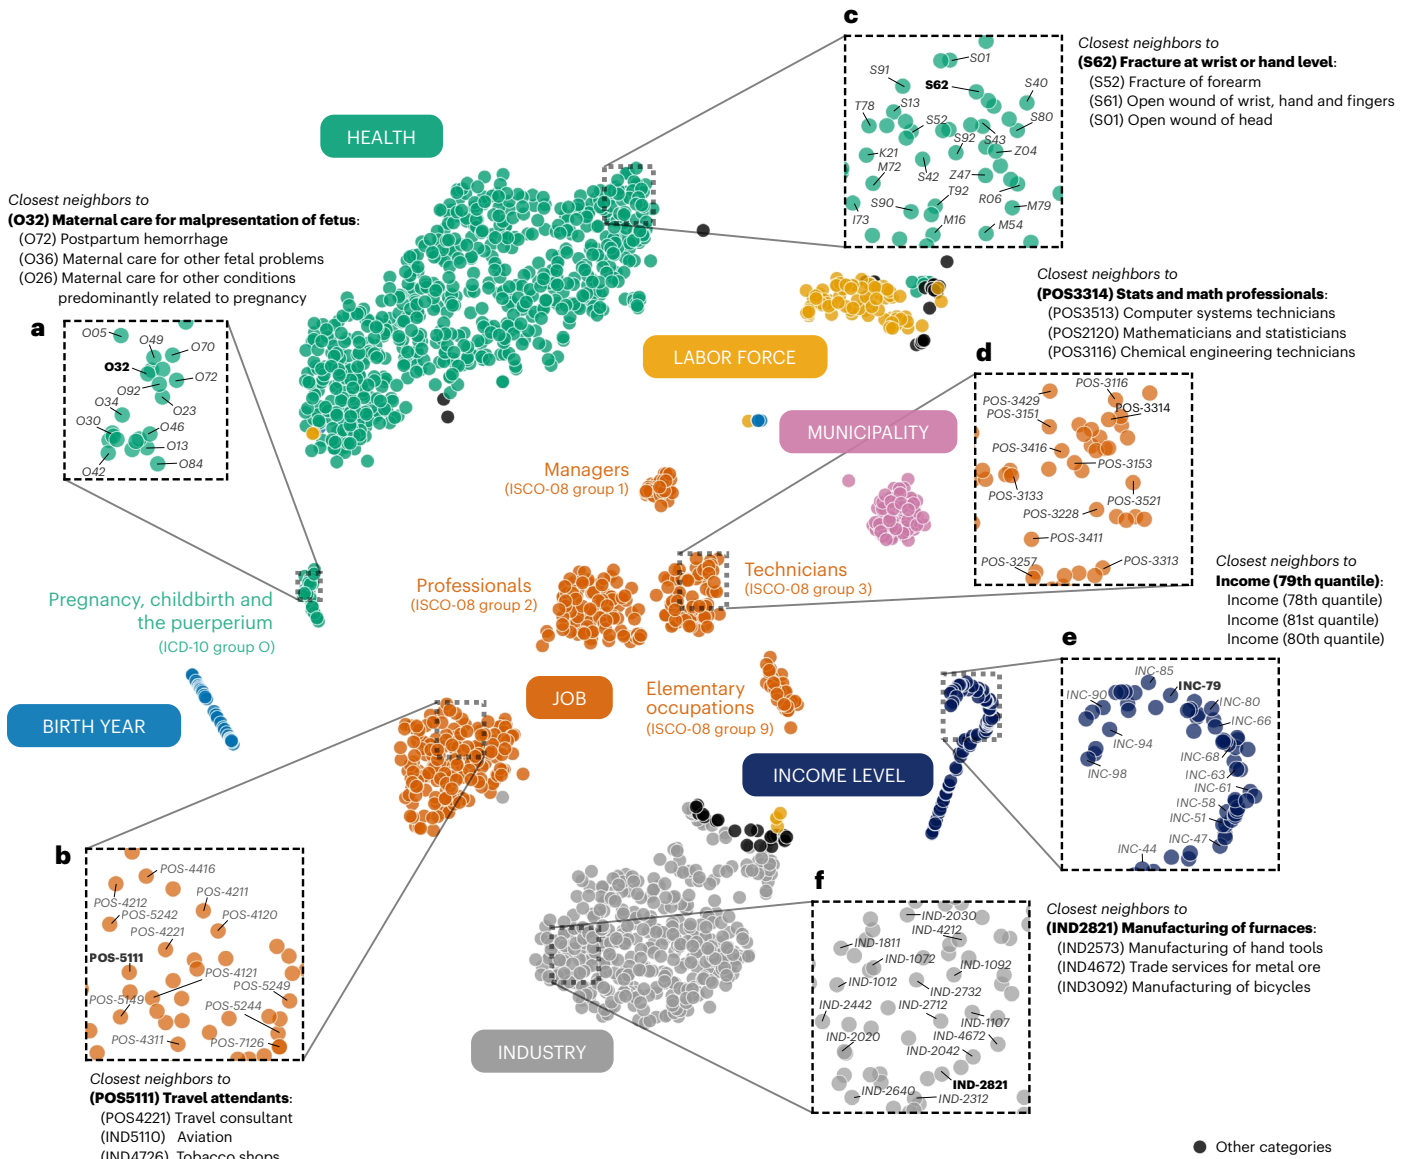 c
Closest neighbors to
(S62) Fracture at wrist or hand level:
(S52) Fracture of forearm
(S61) Open wound of wrist, hand and fingers
(S01) Open wound of head
S01
S91
S62
S40
T78
S13
S52
S80
S92
S43
K21
Z04
M72
S42
Z47
T92
R06
S90
M79
I73
M16
M54
HEALTH
Closest neighbors to
(O32) Maternal care for malpresentation of fetus:
(O72) Postpartum hemorrhage
(O36) Maternal care for other fetal problems
(O26) Maternal care for other conditions
predominantly related to pregnancy
a
O05
O49
O70
O32
O72
O92
O34
O23
O30
O46
O13
O42
O84
LABOR FORCE
Closest neighbors to
(POS3314) Stats and math professionals:
(POS3513) Computer systems technicians
(POS2120) Mathematicians and statisticians
(POS3116) Chemical engineering technicians
d
POS-3116
POS-3429
POS-3314
POS-3151
POS-3416
POS-3153
POS-3133
POS-3521
POS-3228
POS-3411
POS-3257
POS-3313
MUNICIPALITY
Managers
(ISCO-08 group 1)
Professionals
(ISCO-08 group 2)
Technicians
(ISCO-08 group 3)
Pregnancy, childbirth and
the puerperium
(ICD-10 group O)
Closest neighbors to
Income (79th quantile):
Income (78th quantile)
Income (81st quantile)
Income (80th quantile)
e
INC-85
INC-79
INC-90
INC-80
INC-66
INC-94
INC-68
INC-98
INC-63
INC-61
INC-58
INC-51
INC-47
INC-44
BIRTH YEAR
JOB
Elementary
occupations
(ISCO-08 group 9)
INCOME LEVEL
b
POS-4416
POS-4212
POS-4211
POS-5242
POS-4120
POS-4221
POS-5111
POS-4121
POS-5249
POS-5149
POS-5244
POS-4311
POS-7126
Closest neighbors to
(POS5111) Travel attendants:
(POS4221) Travel consultant
(IND5110) Aviation
(IND4726) Tobacco shops
f
IND-2030
IND-4212
IND-1811
IND-1072
IND-1092
IND-1012
IND-2732
IND-2442
IND-2712
IND-1107
IND-2020
IND-4672
IND-2042
IND-2821
IND-2640
IND-2312
Closest neighbors to
(IND2821) Manufacturing of furnaces:
(IND2573) Manufacturing of hand tools
(IND4672) Trade services for metal ore
(IND3092) Manufacturing of bicycles
INDUSTRY
Other categories